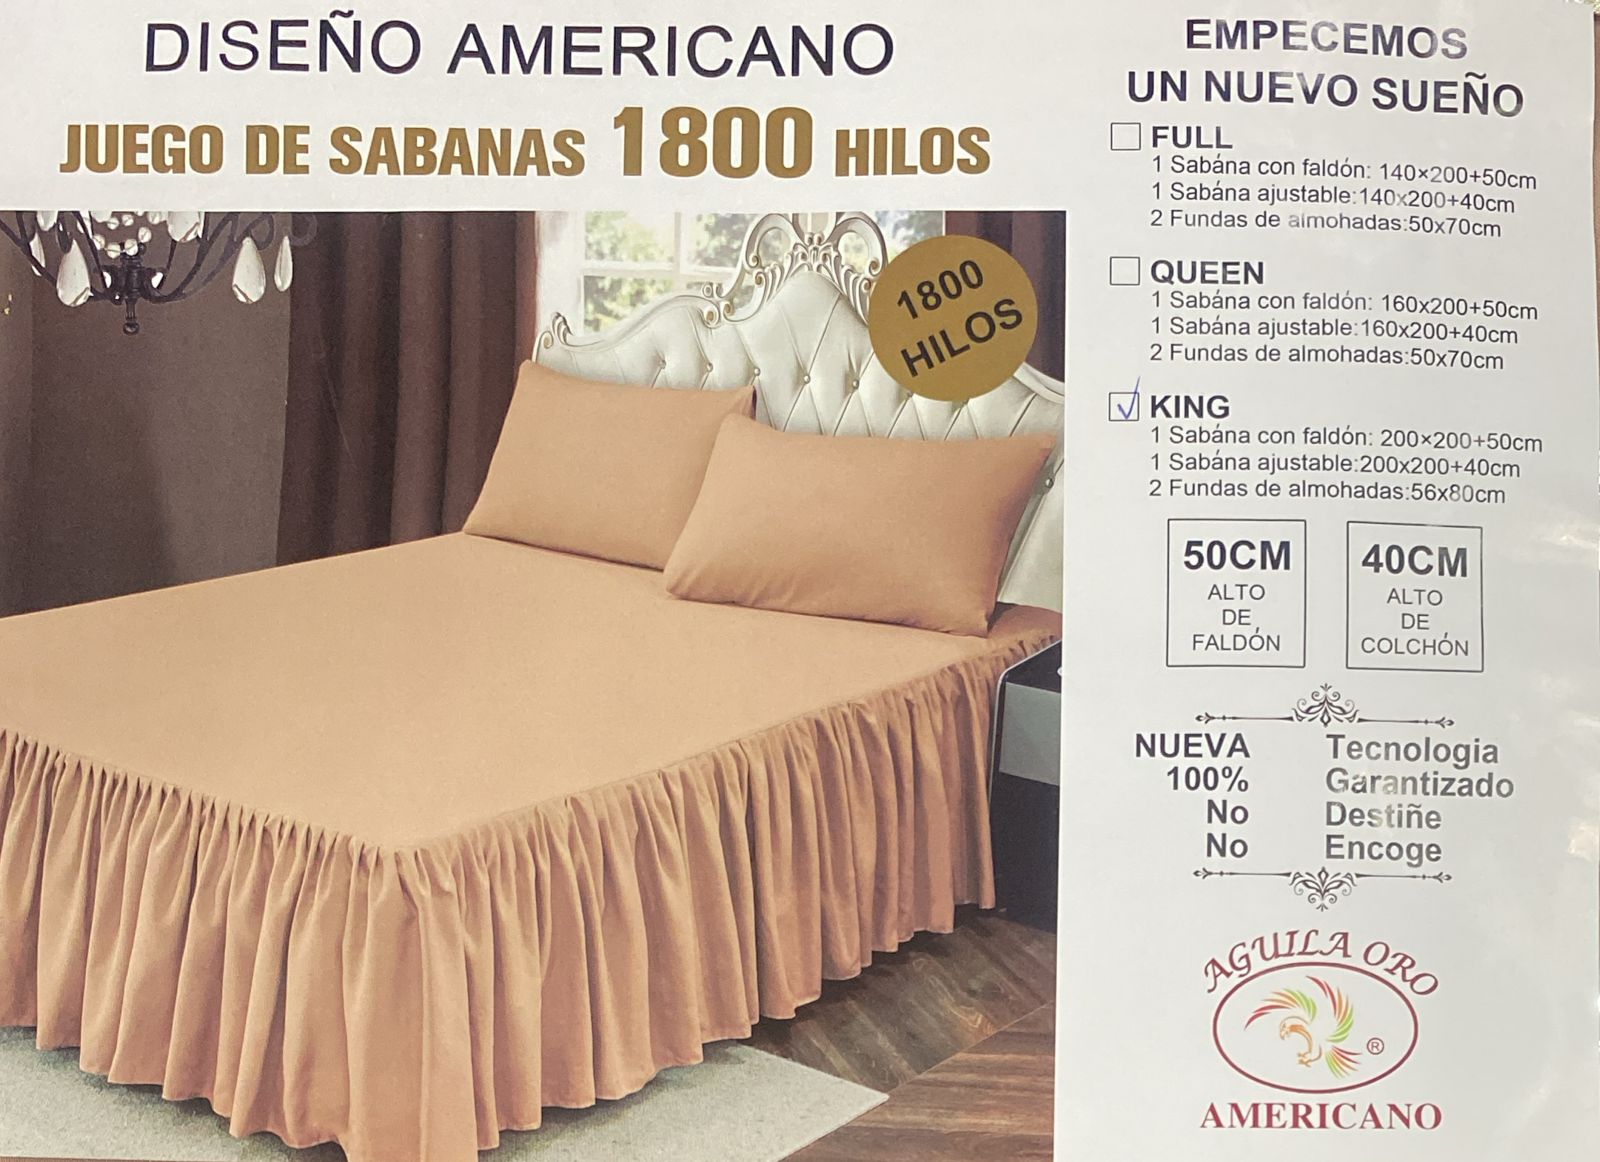 DISEÑO AMERICANO
JUEGO DE SABANAS 1800 HILOS
1800
HILOS
EMPECEMOS
UN NUEVO SUEÑO
FULL
1 Sabána con faldón: 140×200+50cm
1 Sabána ajustable:140x200+40cm
2 Fundas de almohadas:50x70cm
QUEEN
1 Sabána con faldón: 160x200+50cm
1 Sabána ajustable:160x200+40cm
2 Fundas de almohadas:50x70cm
KING
1 Sabána con faldón: 200×200+50cm
1 Sabána ajustable:200x200+40cm
2 Fundas de almohadas:56x80cm
50CM
ALTO
DE
FALDÓN
40CM
ALTO
DE
COLCHÓN
NUEVA Tecnologia
100% Garantizado
No Destiñe
No Encoge
AGUILA ORO
®
AMERICANO